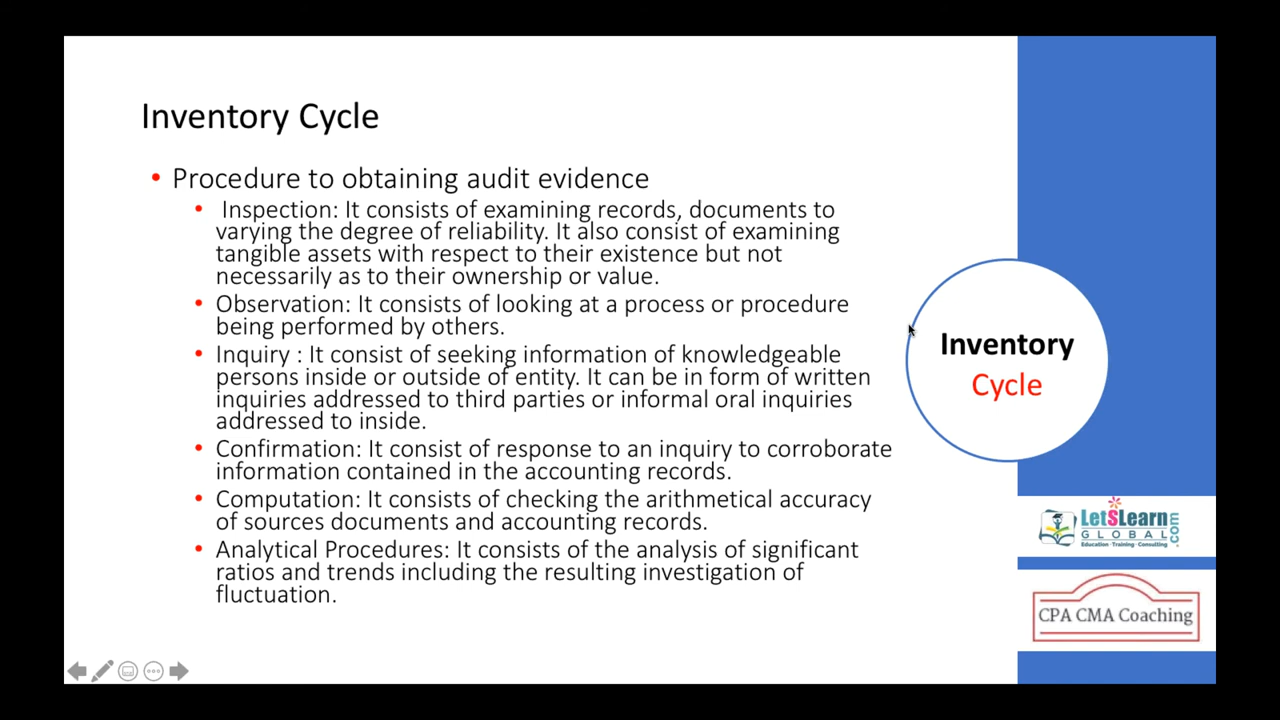 Inventory Cycle
• Procedure to obtaining audit evidence
• Inspection: It consists of examining records, documents to
varying the degree of reliability. It also consist of examining
tangible assets with respect to their existence but not
necessarily as to their ownership or value.
• Observation: It consists of looking at a process or procedure
being performed by others.
• Inquiry : It consist of seeking information of knowledgeable
persons inside or outside of entity. It can be in form of written
inquiries addressed to third parties or informal oral inquiries
addressed to inside.
• Confirmation: It consist of response to an inquiry to corroborate
information contained in the accounting records.
• Computation: It consists of checking the arithmetical accuracy
of sources documents and accounting records.
• Analytical Procedures: It consists of the analysis of significant
ratios and trends including the resulting investigation of
fluctuation.
Inventory
Cycle
LetSLearn
GLOBAL
.com
Education · Training · Consulting
CPA CMA Coaching